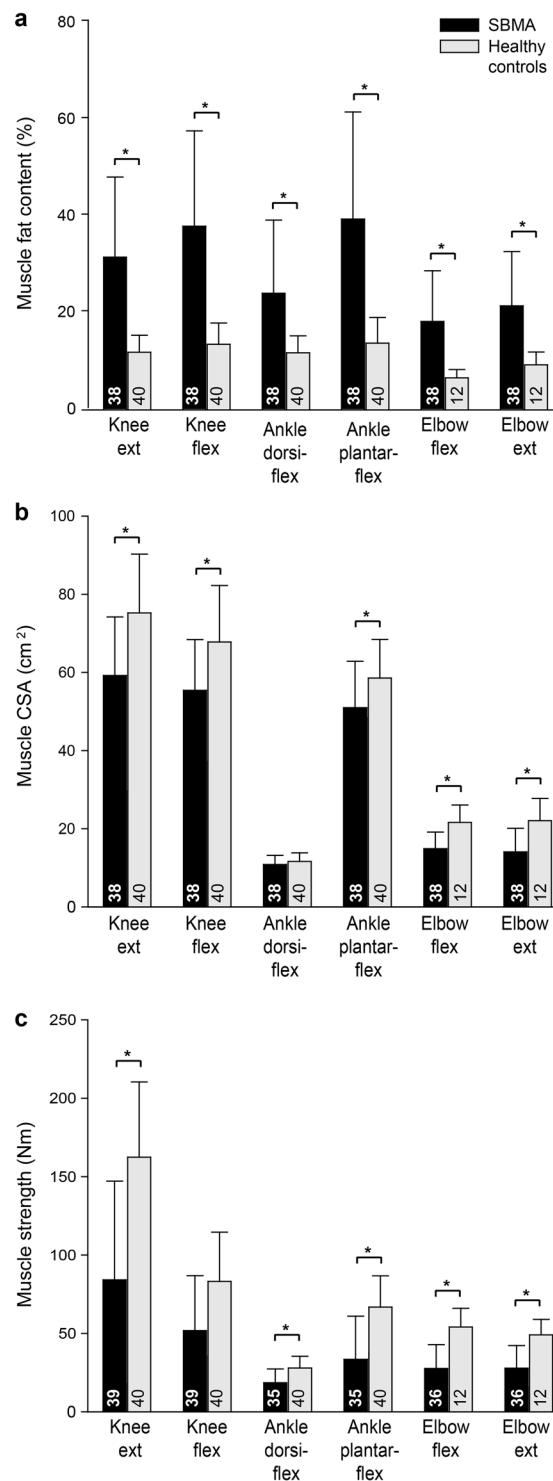 a
SBMA
Healthy
controls
Muscle fat content (%)
80
60
40
20
0
* * * * * *
38 40 38 40 38 40 38 40 38 12 38 12
Knee Knee Ankle Ankle Elbow Elbow
ext flex dorsi- plantar- flex ext
flex flex
b
Muscle CSA (cm²)
100
80
60
40
20
0
* * * * *
38 40 38 40 38 40 38 40 38 12 38 12
Knee Knee Ankle Ankle Elbow Elbow
ext flex dorsi- plantar- flex ext
flex flex
c
Muscle strength (Nm)
250
200
150
100
50
0
* * * * *
39 40 39 40 35 40 35 40 36 12 36 12
Knee Knee Ankle Ankle Elbow Elbow
ext flex dorsi- plantar- flex ext
flex flex